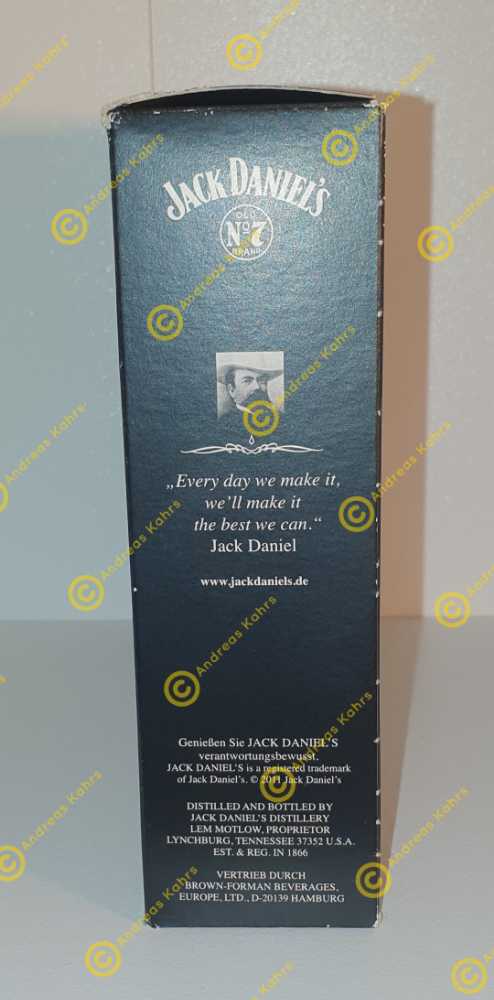 JACK DANIEL'S
OLD
Nº7
BRAND
„Every day we make it,
we'll make it
the best we can.“
Jack Daniel
www.jackdaniels.de
Genießen Sie JACK DANIEL'S
verantwortungsbewusst.
JACK DANIEL'S is a registered trademark
of Jack Daniel's. © 2011 Jack Daniel's
DISTILLED AND BOTTLED BY
JACK DANIEL'S DISTILLERY
LEM MOTLOW, PROPRIETOR
LYNCHBURG, TENNESSEE 37352 U.S.A.
EST. & REG. IN 1866
VERTRIEB DURCH
BROWN-FORMAN BEVERAGES,
EUROPE, LTD., D-20139 HAMBURG
© Andreas Kahrs